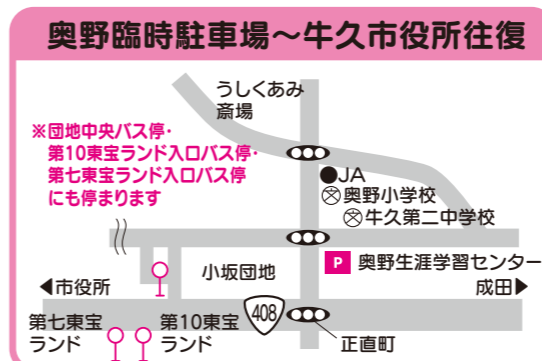 奥野臨時駐車場~牛久市役所往復
うしくあみ
斎場
※団地中央バス停・
第10東宝ランド入口バス停・
第七東宝ランド入口バス停
にも停まります
●JA
奥野小学校
牛久第二中学校
P 奥野生涯学習センター
小坂団地
◀市役所
成田▶
408
第七東宝
ランド
第10東宝
ランド
正直町